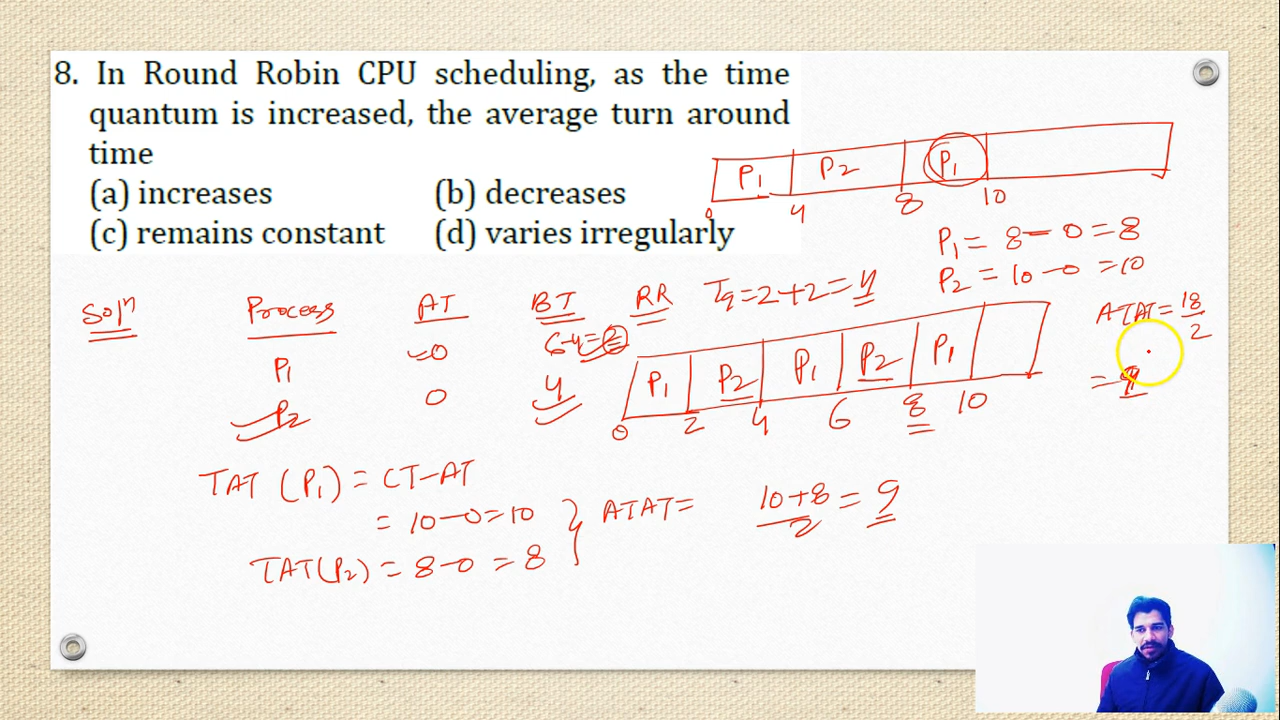 8. In Round Robin CPU scheduling, as the time
quantum is increased, the average turn around
time
(a) increases (b) decreases
(c) remains constant (d) varies irregularly
P1 P2 P1
0 4 8 10
P1 = 8 - 0 = 8
P2 = 10 - 0 = 10
ATAT = 18/2
= 9
Soln Process AT BT RR Tq = 2 + 2 = 4
P1 0 6-4=2
P2 0 4
P1 P2 P1 P2 P1
0 2 4 6 8 10
TAT (P1) = CT - AT
= 10 - 0 = 10
TAT(P2) = 8 - 0 = 8
ATAT = 10+8/2 = 9